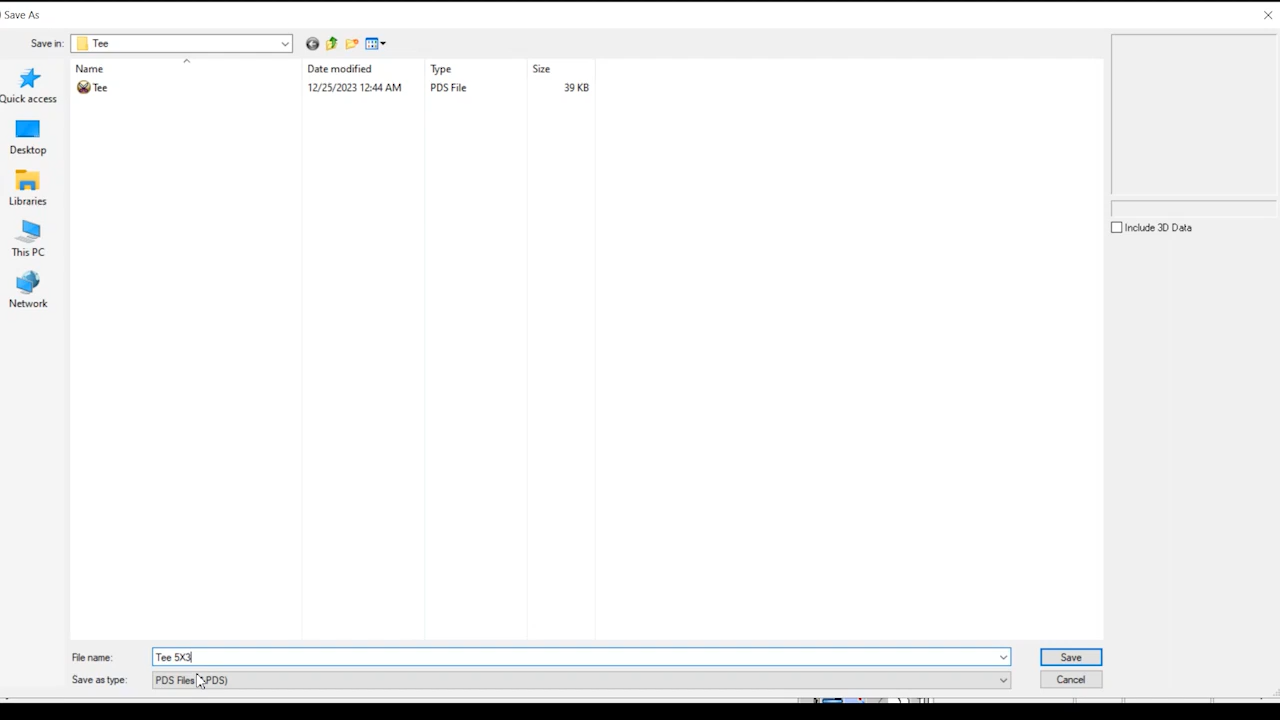 Save As
Save in: Tee
Name Date modified Type Size
Tee 12/25/2023 12:44 AM PDS File 39 KB
Quick access
Desktop
Libraries
This PC
Network
Include 3D Data
File name: Tee 5X3 Save
Save as type: PDS Files PDS) Cancel